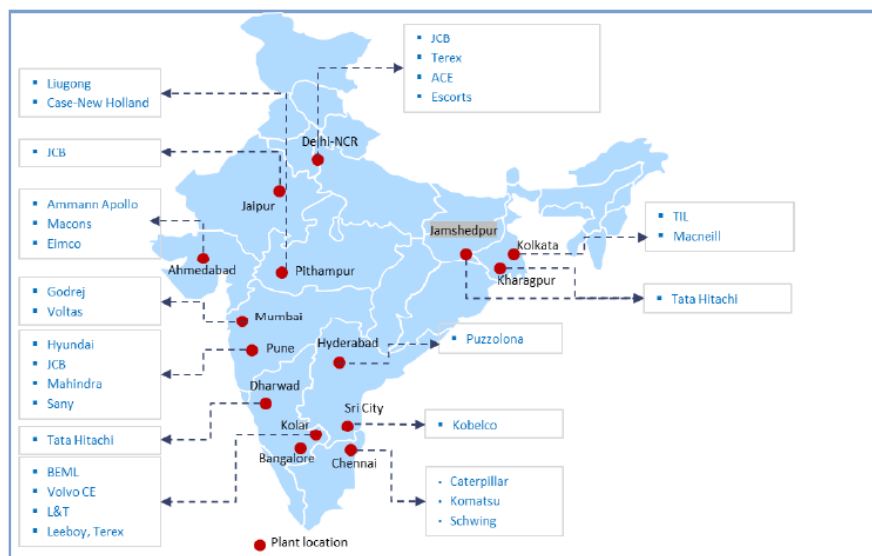 JCB
Terex
ACE
Escorts
Liugong
Case-New Holland
Delhi-NCR
JCB
Jaipur
Ammann Apollo
Macons
Eimco
Jamshedpur
TIL
Macneill
Kolkata
Ahmedabad
Pithampur
Kharagpur
Godrej
Voltas
Tata Hitachi
Mumbai
Hyundai
JCB
Mahindra
Sany
Pune
Hyderabad
Puzzolona
Dharwad
Sri City
Tata Hitachi
Kolar
Kobelco
Bangalore
Chennai
BEML
Volvo CE
L&T
Leeboy, Terex
Caterpillar
Komatsu
Schwing
Plant location